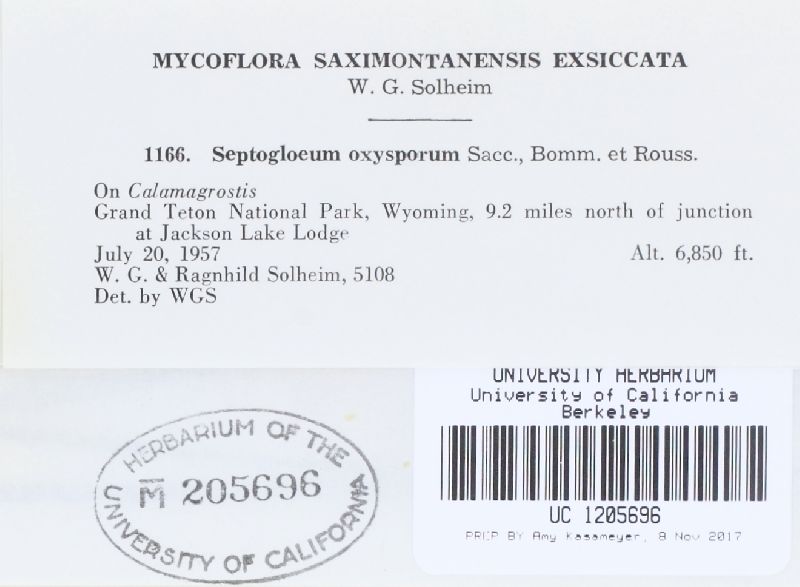 MYCOFLORA SAXIMONTANENSIS EXSICCATA
W. G. Solheim
1166. Septogloeum oxysporum Sacc., Bomm. et Rouss.
On Calamagrostis
Grand Teton National Park, Wyoming, 9.2 miles north of junction
at Jackson Lake Lodge
July 20, 1957 Alt. 6,850 ft.
W. G. & Ragnhild Solheim, 5108
Det. by WGS
UNIVERSITY HERBARIUM
University of California
Berkeley
UC 1205696
PREP BY Amy Kasameyer, 8 Nov 2017
HERBARIUM OF THE
M 205696
UNIVERSITY OF CALIFORNIA